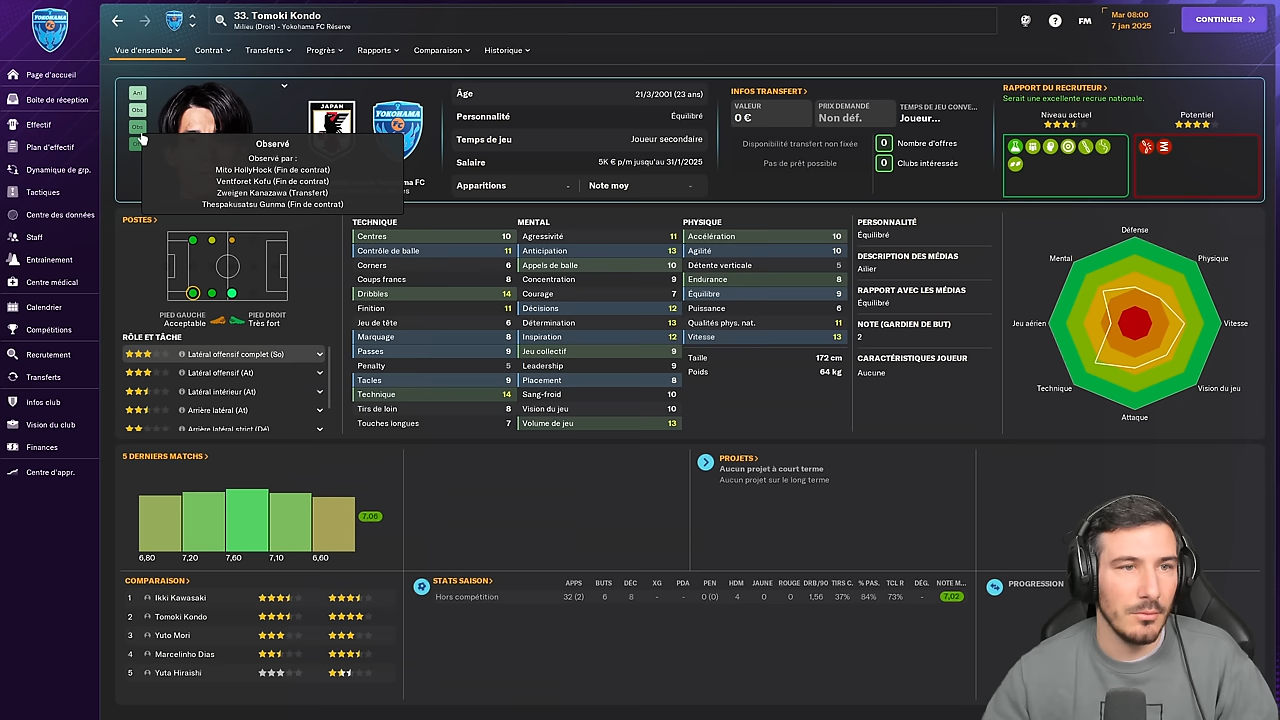 33. Tomoki Kondo
Milieu (Droit) - Yokohama FC Réserve
FM
Mar 08:00
7 jan 2025
CONTINUER
YOKOHAMA
Vue d'ensemble
Contrat
Transferts
Progrès
Rapports
Comparaison
Historique
Page d'accueil
Boîte de réception
Effectif
Plan d'effectif
Dynamique de grp.
Tactiques
Centre des données
Staff
Entraînement
Centre médical
Calendrier
Compétitions
Recrutement
Transferts
Infos club
Vision du club
Finances
Centre d'appr.
Anl
Obs
Obs
JAPAN
YOKOHAMA
Observé
Observé par :
Mito HollyHock (Fin de contrat)
Ventforet Kofu (Fin de contrat)
Zweigen Kanazawa (Transfert)
Thespakusatsu Gunma (Fin de contrat)
Âge 21/3/2001 (23 ans)
Personnalité Équilibré
Temps de jeu Joueur secondaire
Salaire 5K € p/m jusqu'au 31/1/2025
Apparitions - Note moy -
INFOS TRANSFERT
VALEUR
0 €
PRIX DEMANDÉ
Non déf.
TEMPS DE JEU CONVE...
Joueur...
Disponibilité transfert non fixée
Pas de prêt possible
0 Nombre d'offres
0 Clubs intéressés
RAPPORT DU RECRUTEUR
Serait une excellente recrue nationale.
Niveau actuel
Potentiel
POSTES
PIED GAUCHE
Acceptable
PIED DROIT
Très fort
RÔLE ET TÂCHE
Latéral offensif complet (So)
Latéral offensif (At)
Latéral intérieur (At)
Arrière latéral (At)
Arrière latéral strict (Dé)
TECHNIQUE
Centres 10
Contrôle de balle 11
Corners 6
Coups francs 8
Dribbles 14
Finition 11
Jeu de tête 6
Marquage 8
Passes 9
Penalty 5
Tacles 9
Technique 14
Tirs de loin 8
Touches longues 7
MENTAL
Agressivité 11
Anticipation 13
Appels de balle 10
Concentration 9
Courage 7
Décisions 12
Détermination 13
Inspiration 12
Jeu collectif 9
Leadership 9
Placement 8
Sang-froid 10
Vision du jeu 10
Volume de jeu 13
PHYSIQUE
Accélération 10
Agilité 10
Détente verticale 5
Endurance 8
Équilibre 9
Puissance 6
Qualités phys. nat. 11
Vitesse 13
Taille 172 cm
Poids 64 kg
PERSONNALITÉ
Équilibré
DESCRIPTION DES MÉDIAS
Ailier
RAPPORT AVEC LES MÉDIAS
Équilibré
NOTE (GARDIEN DE BUT)
2
CARACTÉRISTIQUES JOUEUR
Aucune
Défense
Physique
Vitesse
Vision du jeu
Attaque
Technique
Jeu aérien
Mental
5 DERNIERS MATCHS
6,80 7,20 7,60 7,10 6,60
7.06
PROJETS
Aucun projet à court terme
Aucun projet sur le long terme
COMPARAISON
1 Ikki Kawasaki
2 Tomoki Kondo
3 Yuto Mori
4 Marcelinho Dias
5 Yuta Hiraishi
STATS SAISON
APPS BUTS DÉC XG PDA PEN HDM JAUNE ROUGE DRB/90 TIRS C. % PAS. TCL R DÉG. NOTE M...
Hors compétition 32 (2) 6 8 - - 0 (0) 4 0 0 1,56 37% 84% 73% - 7,02
PROGRESSION